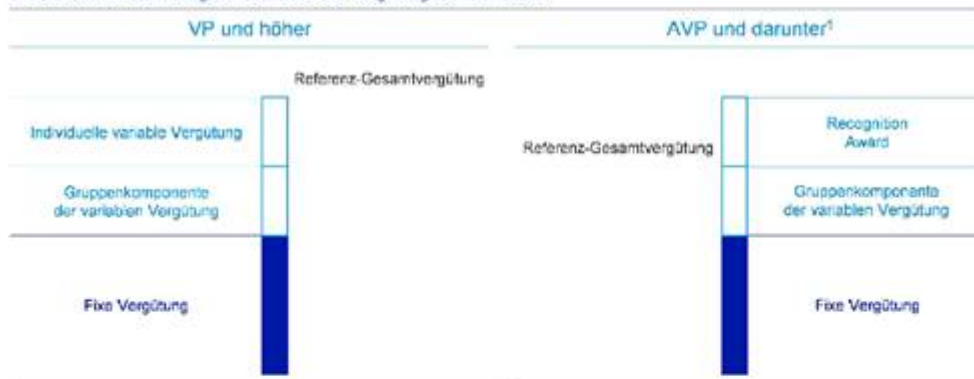 VP und höher
AVP und darunter¹
Referenz-Gesamtvergütung
Individuelle variable Vergütung
Referenz-Gesamtvergütung
Recognition
Award
Gruppenkomponente
der variablen Vergütung
Gruppenkomponente
der variablen Vergütung
Fixe Vergütung
Fixe Vergütung